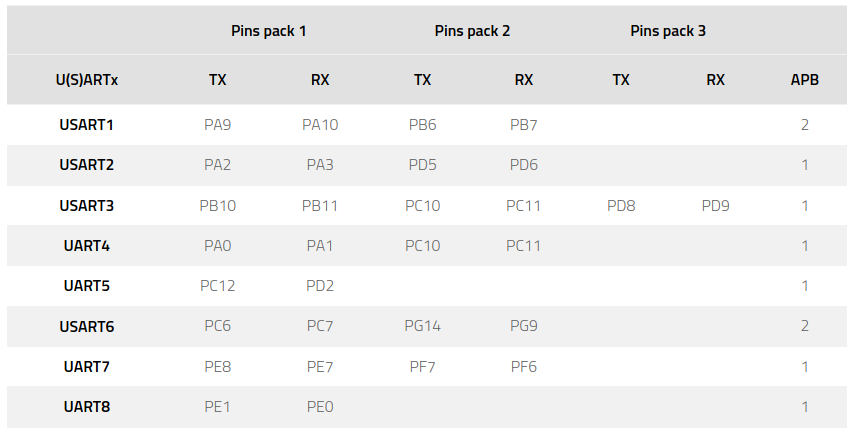 Pins pack 1 Pins pack 2 Pins pack 3
U(S)ARTx TX RX TX RX TX RX APB
USART1 PA9 PA10 PB6 PB7 2
USART2 PA2 PA3 PD5 PD6 1
USART3 PB10 PB11 PC10 PC11 PD8 PD9 1
UART4 PA0 PA1 PC10 PC11 1
UART5 PC12 PD2 1
USART6 PC6 PC7 PG14 PG9 2
UART7 PE8 PE7 PF7 PF6 1
UART8 PE1 PE0 1